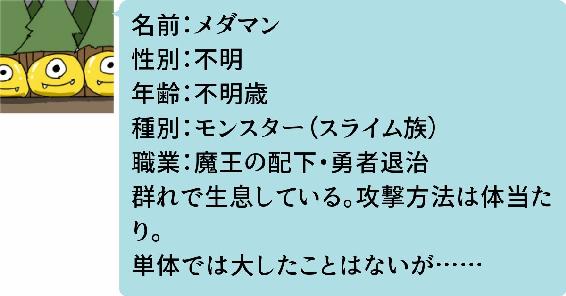 名前：メダマン
性別：不明
年齢：不明歳
種別：モンスター（スライム族）
職業：魔王の配下・勇者退治
群れで生息している。攻撃方法は体当た
り。
単体では大したことはないが……